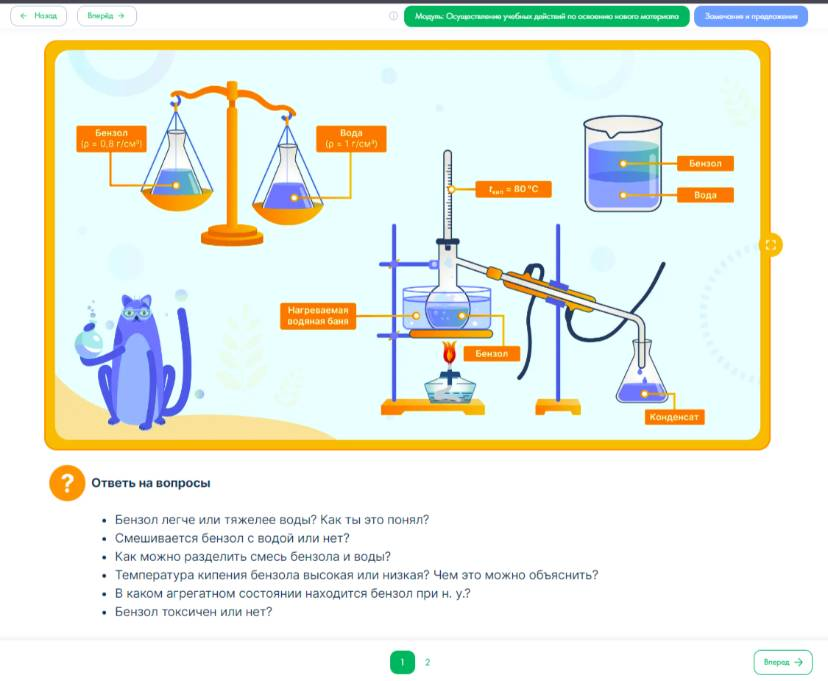 ← Назад
Вперёд →
Модуль: Осуществление учебных действий по освоению нового материала
Замечания и предложения
Бензол
(ρ = 0,8 г/см³)
Вода
(ρ = 1 г/см³)
Бензол
tкип = 80 °C
Вода
Нагреваемая
водяная баня
Бензол
Конденсат
? Ответь на вопросы
• Бензол легче или тяжелее воды? Как ты это понял?
• Смешивается бензол с водой или нет?
• Как можно разделить смесь бензола и воды?
• Температура кипения бензола высокая или низкая? Чем это можно объяснить?
• В каком агрегатном состоянии находится бензол при н. у.?
• Бензол токсичен или нет?
1 2
Вперед →